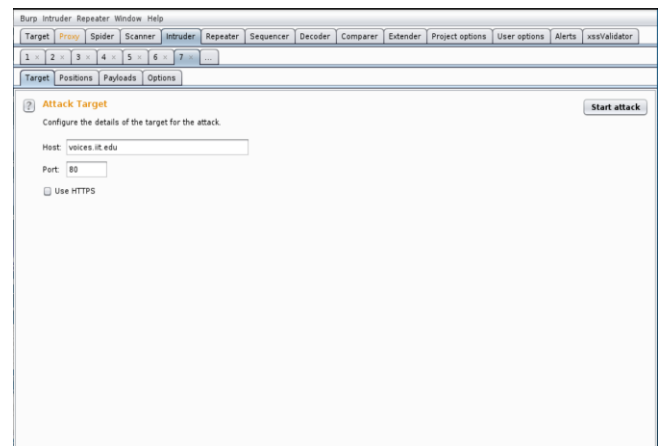 Burp Intruder Repeater Window Help
Target Proxy Spider Scanner Intruder Repeater Sequencer Decoder Comparer Extender Project options User options Alerts xssValidator
1 × 2 × 3 × 4 × 5 × 6 × 7 × ...
Target Positions Payloads Options
? Attack Target Start attack
Configure the details of the target for the attack.
Host: voices.iit.edu
Port: 80
Use HTTPS